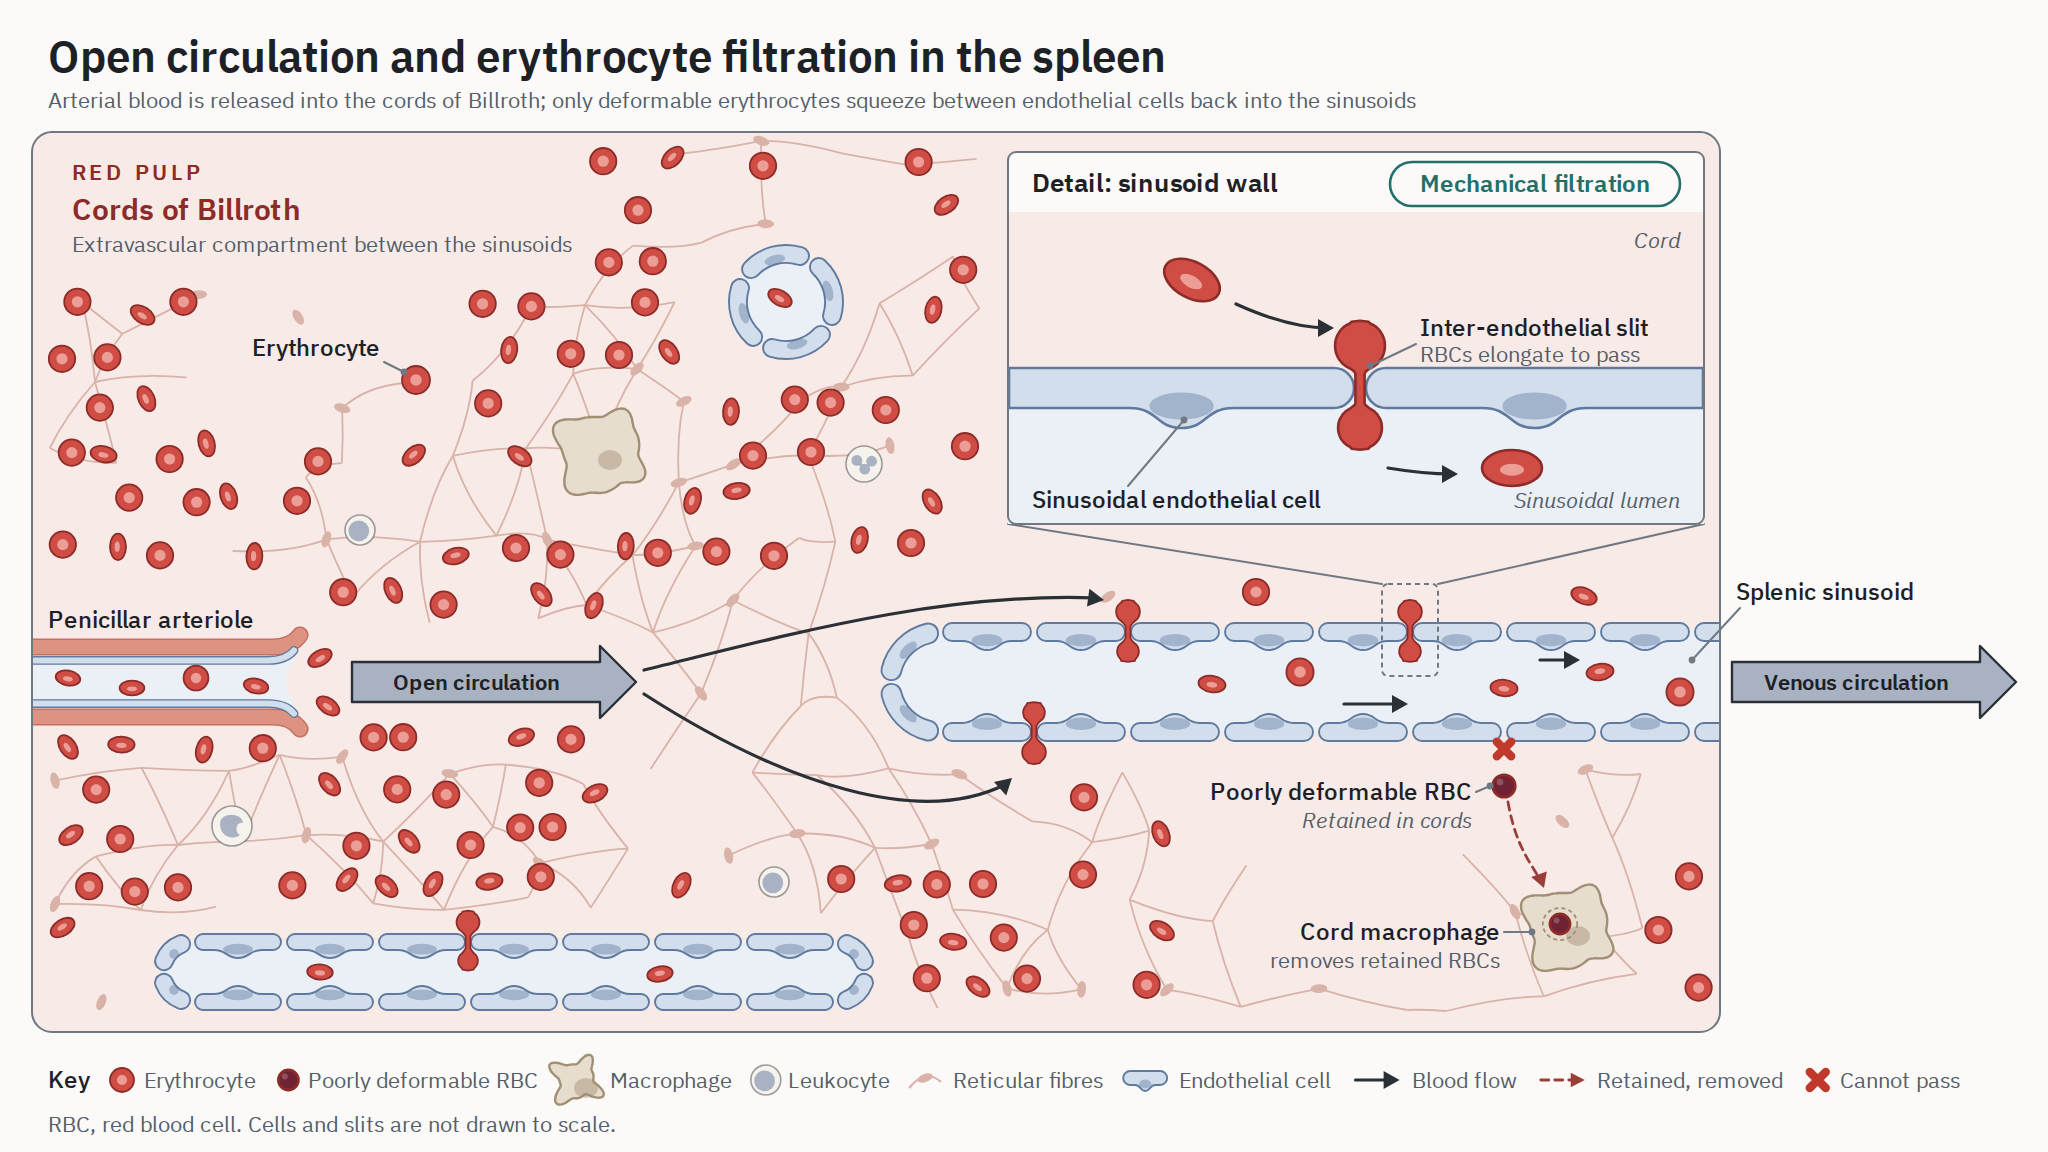 Open circulation and erythrocyte filtration in the spleen
Arterial blood is released into the cords of Billroth; only deformable erythrocytes squeeze between endothelial cells back into the sinusoids
RED PULP
Cords of Billroth
Extravascular compartment between the sinusoids
Detail: sinusoid wall
Mechanical filtration
Cord
Erythrocyte
Inter-endothelial slit
RBCs elongate to pass
Sinusoidal endothelial cell
Sinusoidal lumen
Penicillar arteriole
Splenic sinusoid
Open circulation
Venous circulation
Poorly deformable RBC
Retained in cords
Cord macrophage
removes retained RBCs
Key Erythrocyte Poorly deformable RBC Macrophage Leukocyte Reticular fibres Endothelial cell Blood flow Retained, removed Cannot pass
RBC, red blood cell. Cells and slits are not drawn to scale.